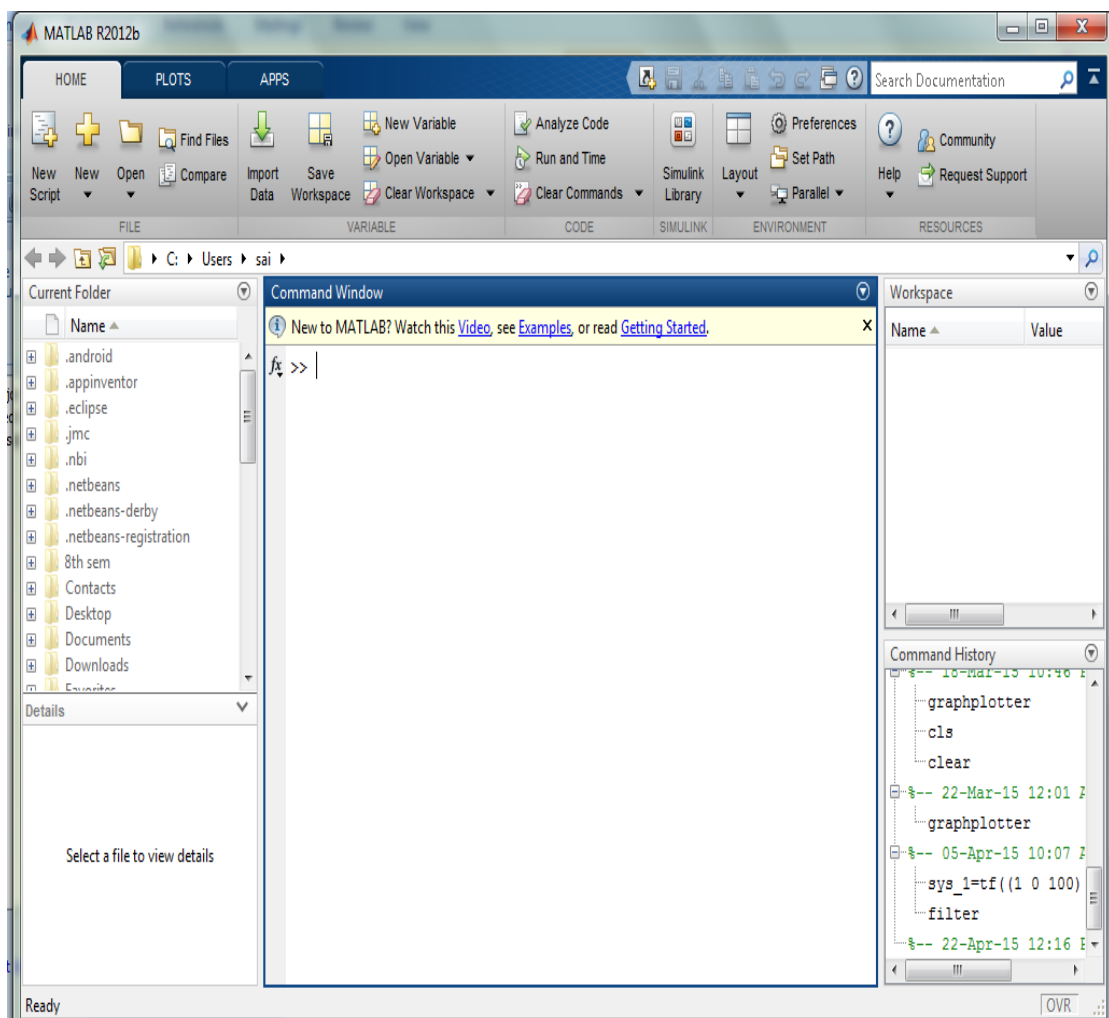 MATLAB R2012b
HOME PLOTS APPS
Search Documentation
New Script
New
Open
Find Files
Compare
FILE
Import Data
Save Workspace
New Variable
Open Variable
Clear Workspace
VARIABLE
Analyze Code
Run and Time
Clear Commands
CODE
Simulink Library
SIMULINK
Layout
Preferences
Set Path
Parallel
ENVIRONMENT
Help
Community
Request Support
RESOURCES
C: Users sai
Current Folder
Name
.android
.appinventor
.eclipse
.jmc
.nbi
.netbeans
.netbeans-derby
.netbeans-registration
8th sem
Contacts
Desktop
Documents
Downloads
Favorites
Details
Select a file to view details
Command Window
New to MATLAB? Watch this Video, see Examples, or read Getting Started.
fx >>
Workspace
Name Value
Command History
%-- 18-Mar-15 10:46
graphplotter
cls
clear
%-- 22-Mar-15 12:01 A
graphplotter
%-- 05-Apr-15 10:07 A
sys_1=tf((1 0 100)
filter
%-- 22-Apr-15 12:16
Ready
OVR